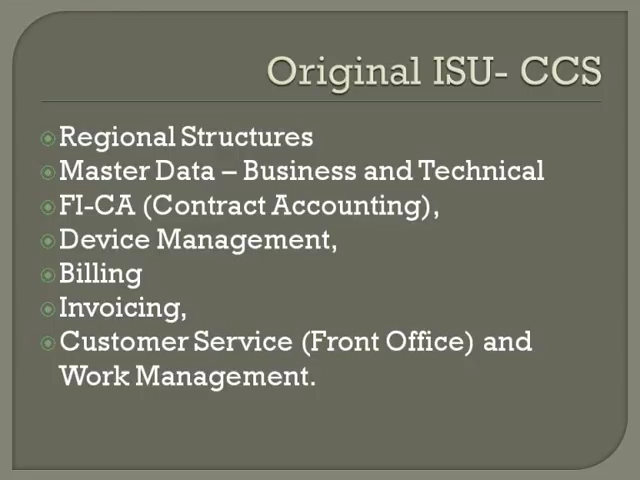 Original ISU- CCS
Regional Structures
Master Data – Business and Technical
FI-CA (Contract Accounting),
Device Management,
Billing
Invoicing,
Customer Service (Front Office) and
Work Management.